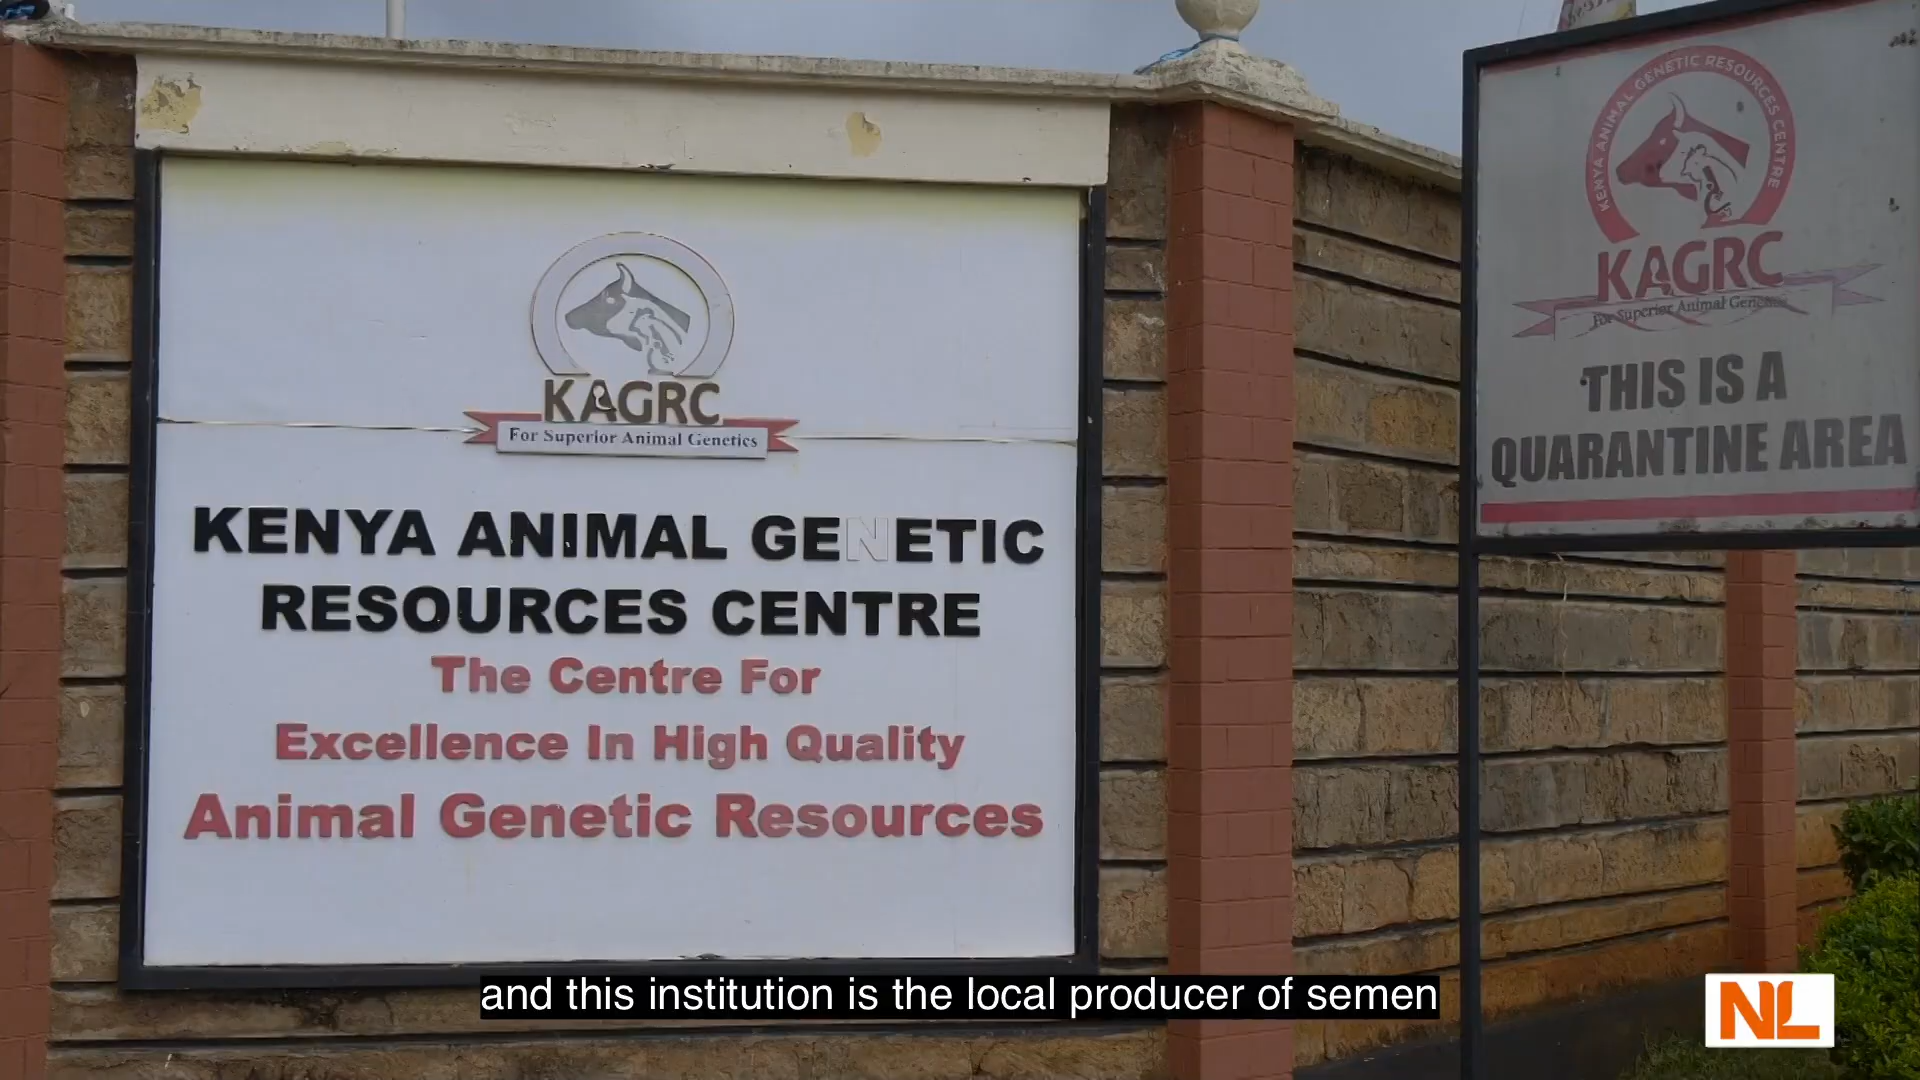 KAGRC
For Superior Animal Genetics
KENYA ANIMAL GENETIC
RESOURCES CENTRE
The Centre For
Excellence In High Quality
Animal Genetic Resources
KENYA ANIMAL GENETIC RESOURCES CENTRE
KAGRC
For Superior Animal Genetics
THIS IS A
QUARANTINE AREA
and this institution is the local producer of semen
NL